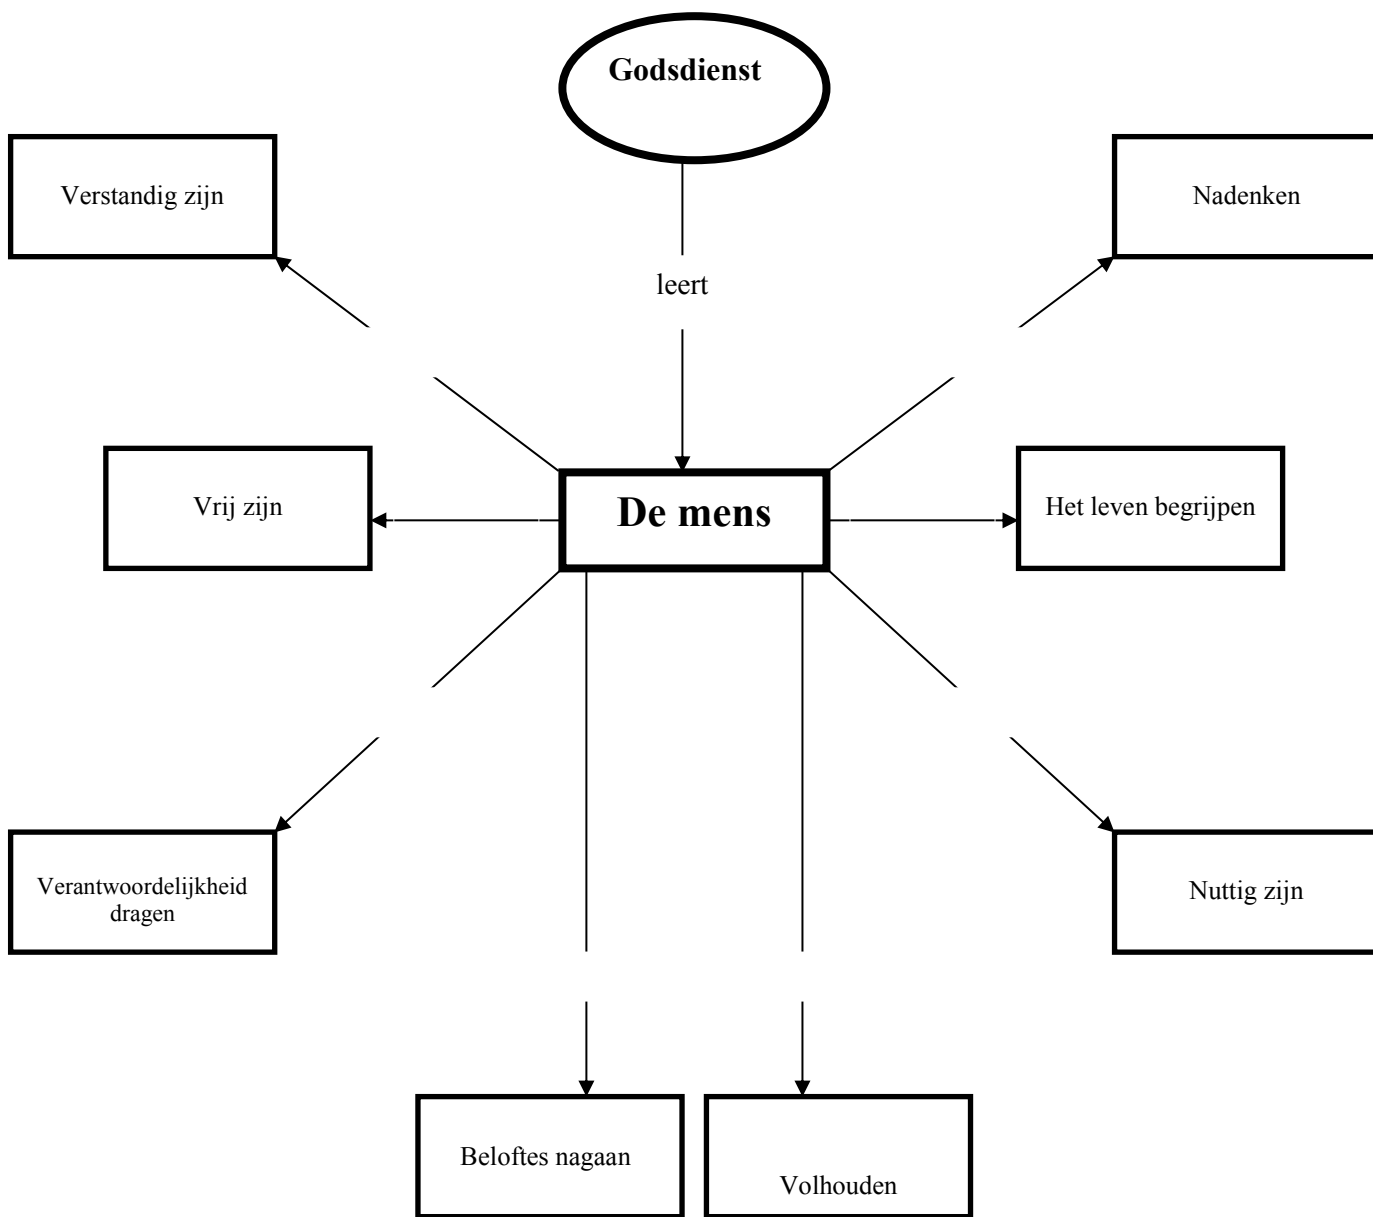 Godsdienst
Verstandig zijn
Nadenken
leert
Vrij zijn
De mens
Het leven begrijpen
Verantwoordelijkheid
dragen
Nuttig zijn
Beloftes nagaan
Volhouden